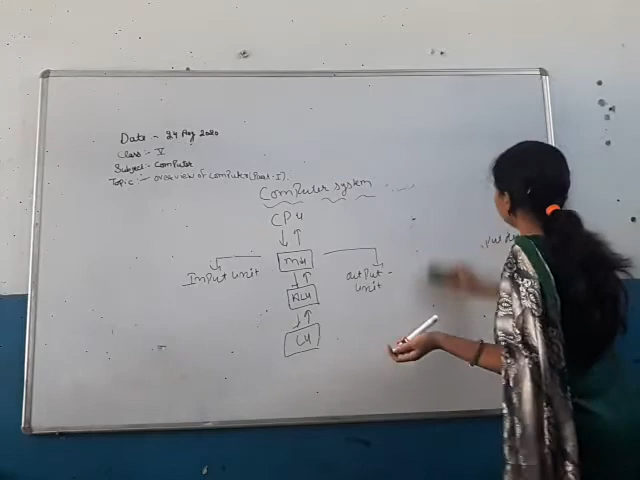 Date - 24 Aug 2020
Class :- V
Subject - Computer
Topic :- overview of Computer (Part-I)
Computer system
CPU
MU
Input unit
output -
unit
ALU
CU